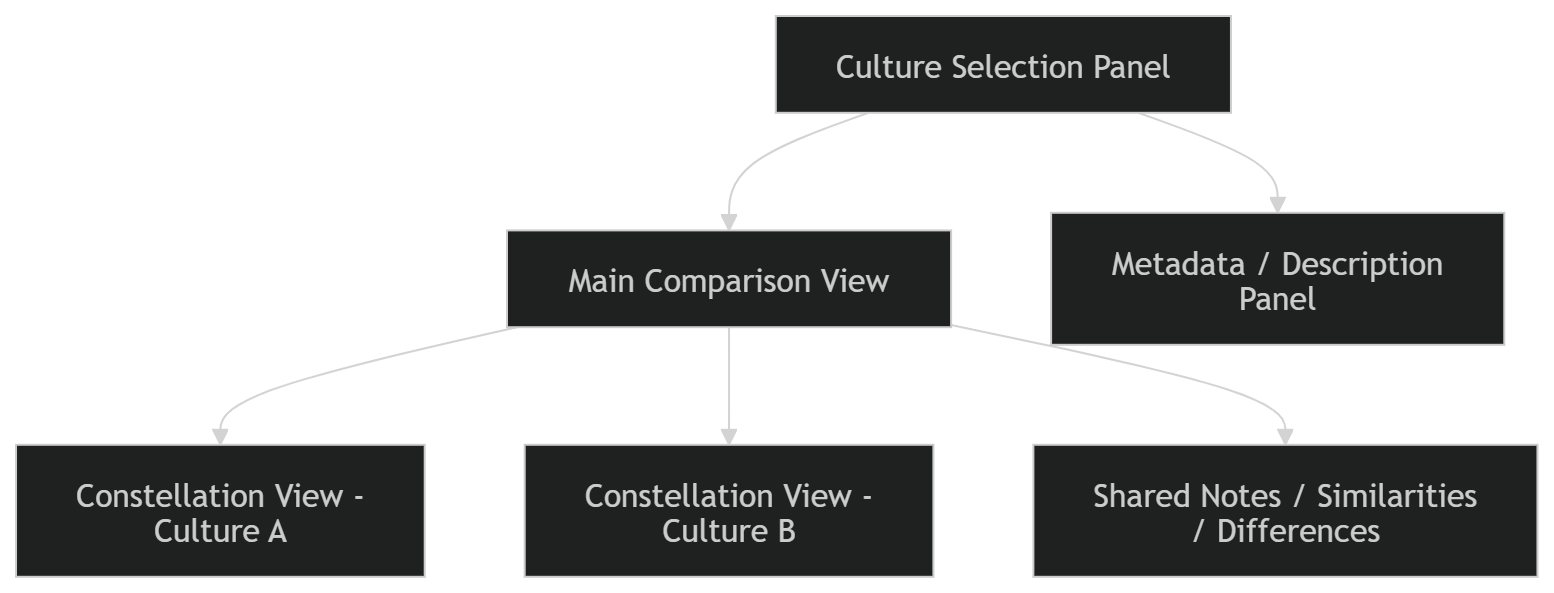 Culture Selection Panel
Main Comparison View
Metadata / Description
Panel
Constellation View -
Culture A
Constellation View -
Culture B
Shared Notes / Similarities
/ Differences